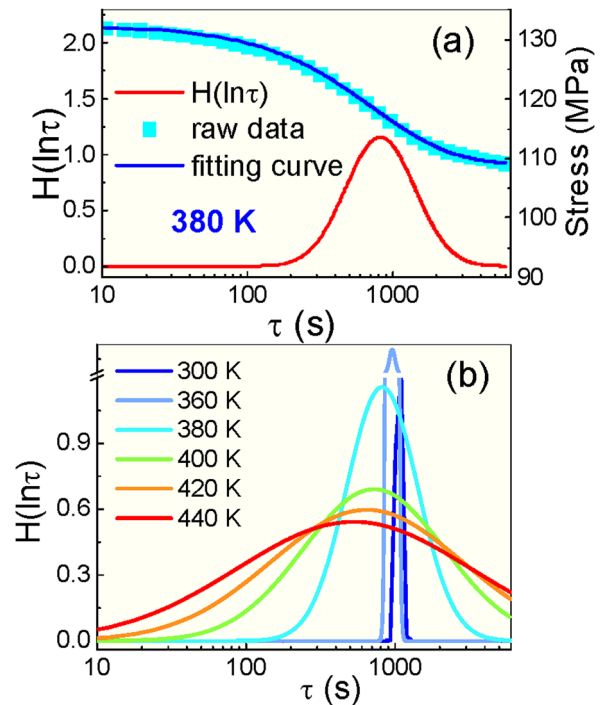 (a)
2.0
1.5
1.0
0.5
0.0
H(lnτ)
H(lnτ)
raw data
fitting curve
380 K
130
120
110
100
90
Stress (MPa)
10 100 1000
τ (s)
(b)
300 K
360 K
380 K
400 K
420 K
440 K
0.9
0.6
0.3
0.0
H(lnτ)
10 100 1000
τ (s)